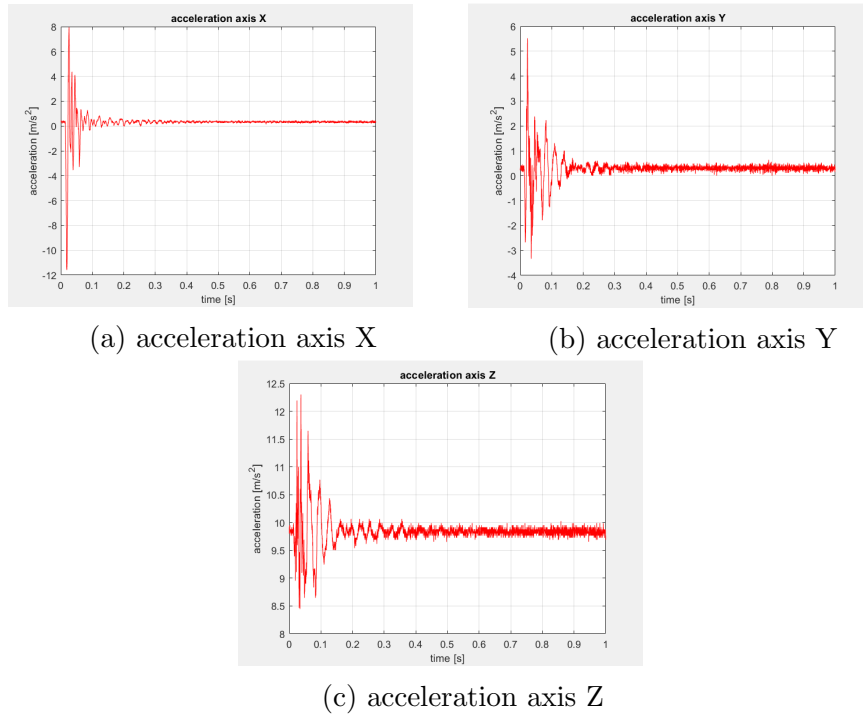 acceleration axis X
8
6
4
2
0
-2
-4
-6
-8
-10
-12
acceleration [m/s²]
0 0.1 0.2 0.3 0.4 0.5 0.6 0.7 0.8 0.9 1
time [s]
(a) acceleration axis X
acceleration axis Y
6
5
4
3
2
1
0
-1
-2
-3
-4
acceleration [m/s²]
0 0.1 0.2 0.3 0.4 0.5 0.6 0.7 0.8 0.9 1
time [s]
(b) acceleration axis Y
acceleration axis Z
12.5
12
11.5
11
10.5
10
9.5
9
8.5
8
acceleration [m/s²]
0 0.1 0.2 0.3 0.4 0.5 0.6 0.7 0.8 0.9 1
time [s]
(c) acceleration axis Z